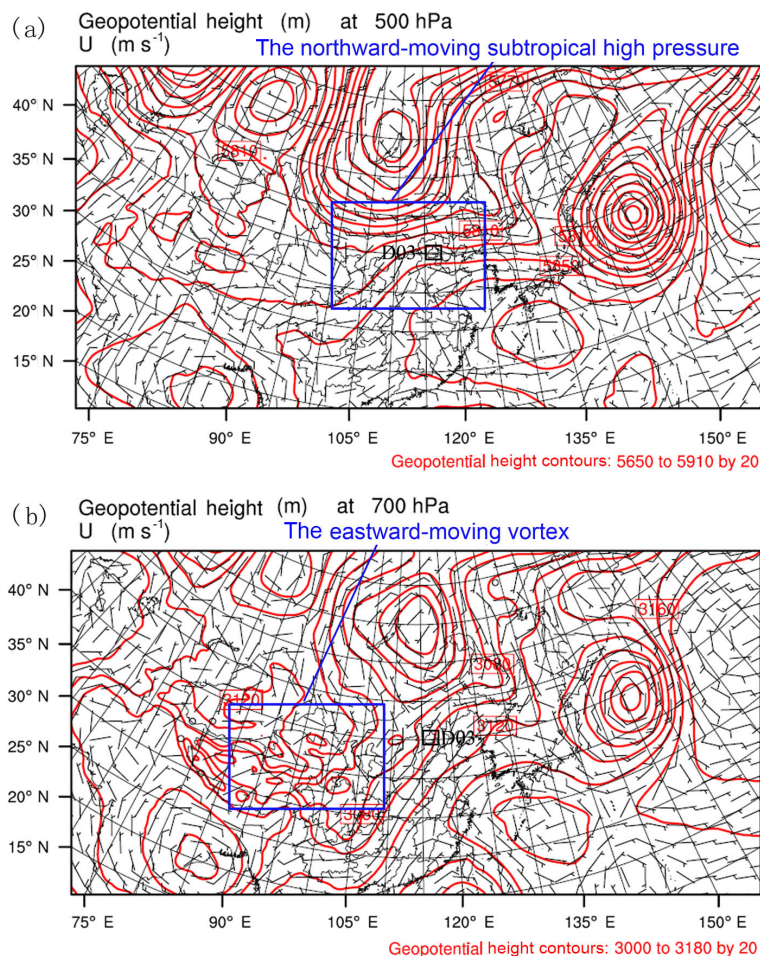 (a)
Geopotential height (m) at 500 hPa
U (m s⁻¹)
The northward-moving subtropical high pressure
40° N
35° N
30° N
25° N
20° N
15° N
5810
D03
5850
75° E 90° E 105° E 120° E 135° E 150° E
Geopotential height contours: 5650 to 5910 by 20
(b)
Geopotential height (m) at 700 hPa
U (m s⁻¹)
The eastward-moving vortex
40° N
35° N
30° N
25° N
20° N
15° N
3160
3080
3120
D03
75° E 90° E 105° E 120° E 135° E 150° E
Geopotential height contours: 3000 to 3180 by 20